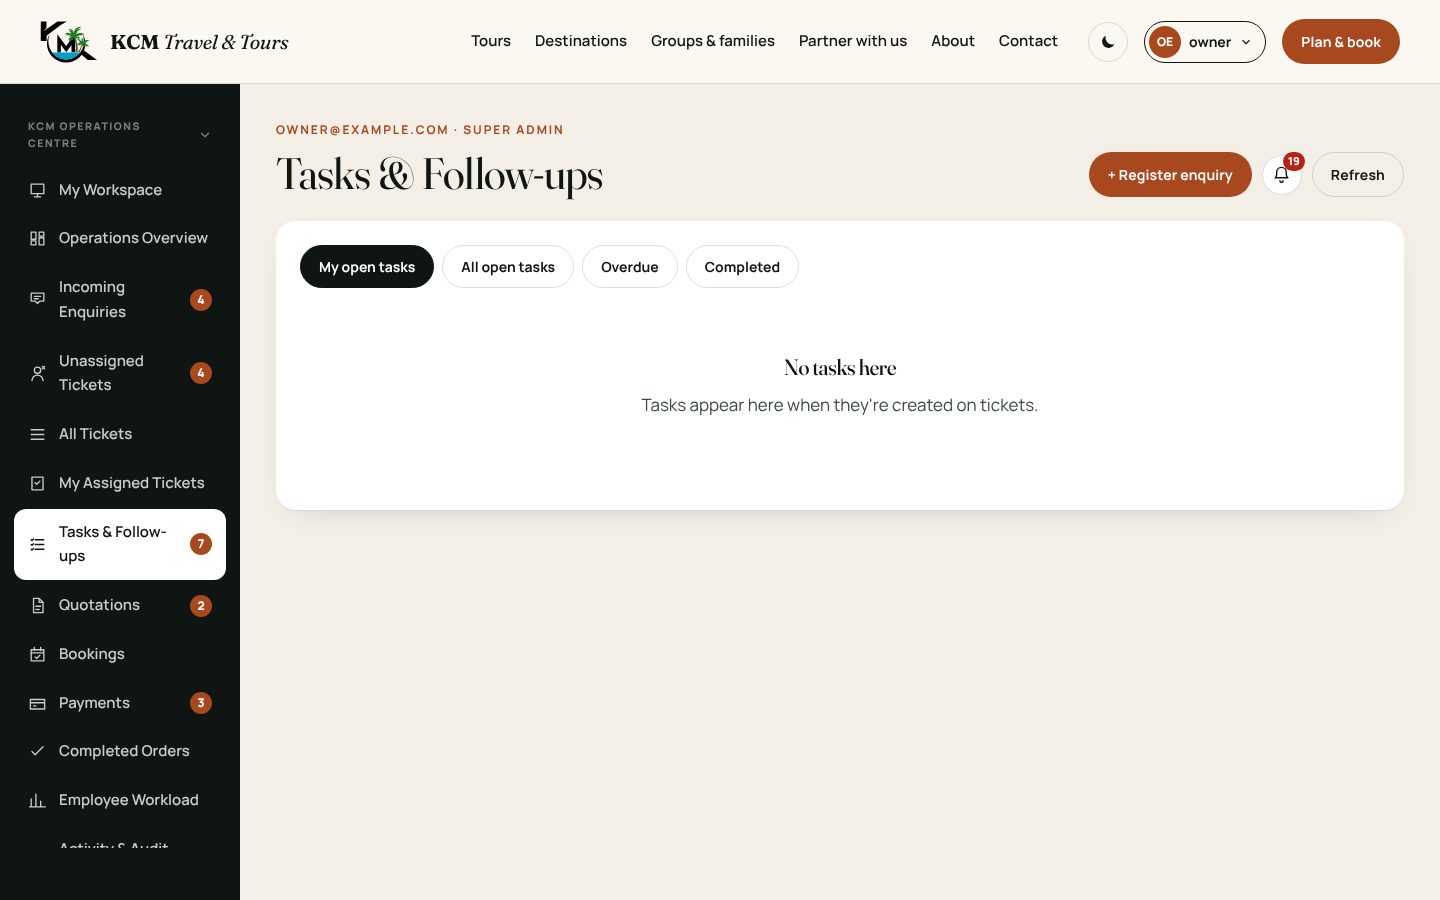 KCM Travel & Tours
Tours
Destinations
Groups & families
Partner with us
About
Contact
OE
owner
Plan & book
KCM OPERATIONS
CENTRE
My Workspace
Operations Overview
Incoming
Enquiries
4
Unassigned
Tickets
4
All Tickets
My Assigned Tickets
Tasks & Follow-
ups
7
Quotations
2
Bookings
Payments
3
Completed Orders
Employee Workload
Activity & Audit
OWNER@EXAMPLE.COM · SUPER ADMIN
Tasks & Follow-ups
+ Register enquiry
19
Refresh
My open tasks
All open tasks
Overdue
Completed
No tasks here
Tasks appear here when they're created on tickets.